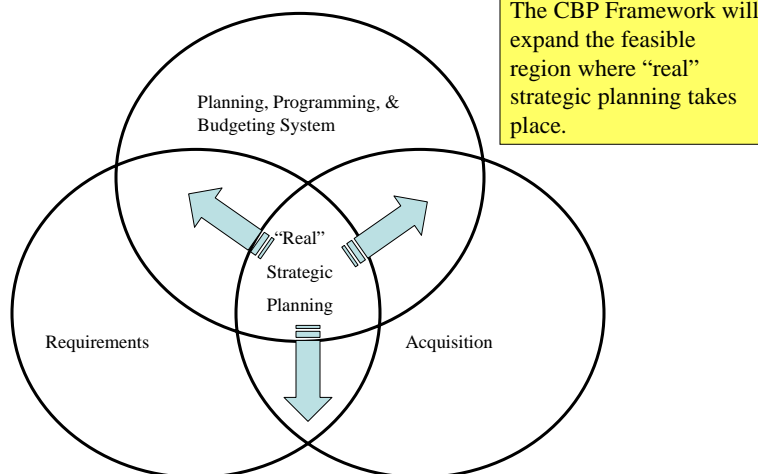 The CBP Framework will
expand the feasible
region where “real”
strategic planning takes
place.
Planning, Programming, &
Budgeting System
“Real”
Strategic
Planning
Requirements
Acquisition